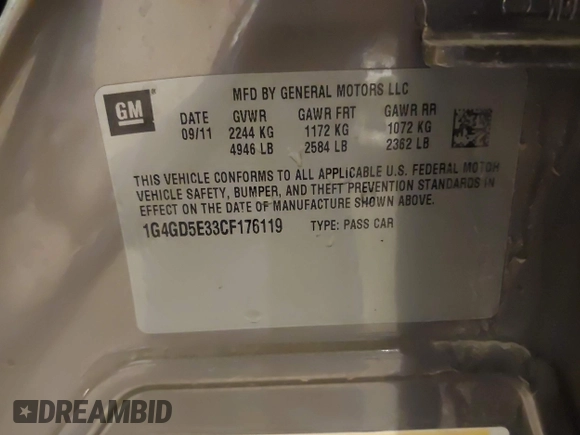 GM
MFD BY GENERAL MOTORS LLC
DATE GVWR GAWR FRT GAWR RR
09/11 2244 KG 1172 KG 1072 KG
4946 LB 2584 LB 2362 LB
THIS VEHICLE CONFORMS TO ALL APPLICABLE U.S. FEDERAL MOTOR
VEHICLE SAFETY, BUMPER, AND THEFT PREVENTION STANDARDS IN
EFFECT ON THE DATE OF MANUFACTURE SHOWN ABOVE.
1G4GD5E33CF176119 TYPE: PASS CAR
DREAMBID